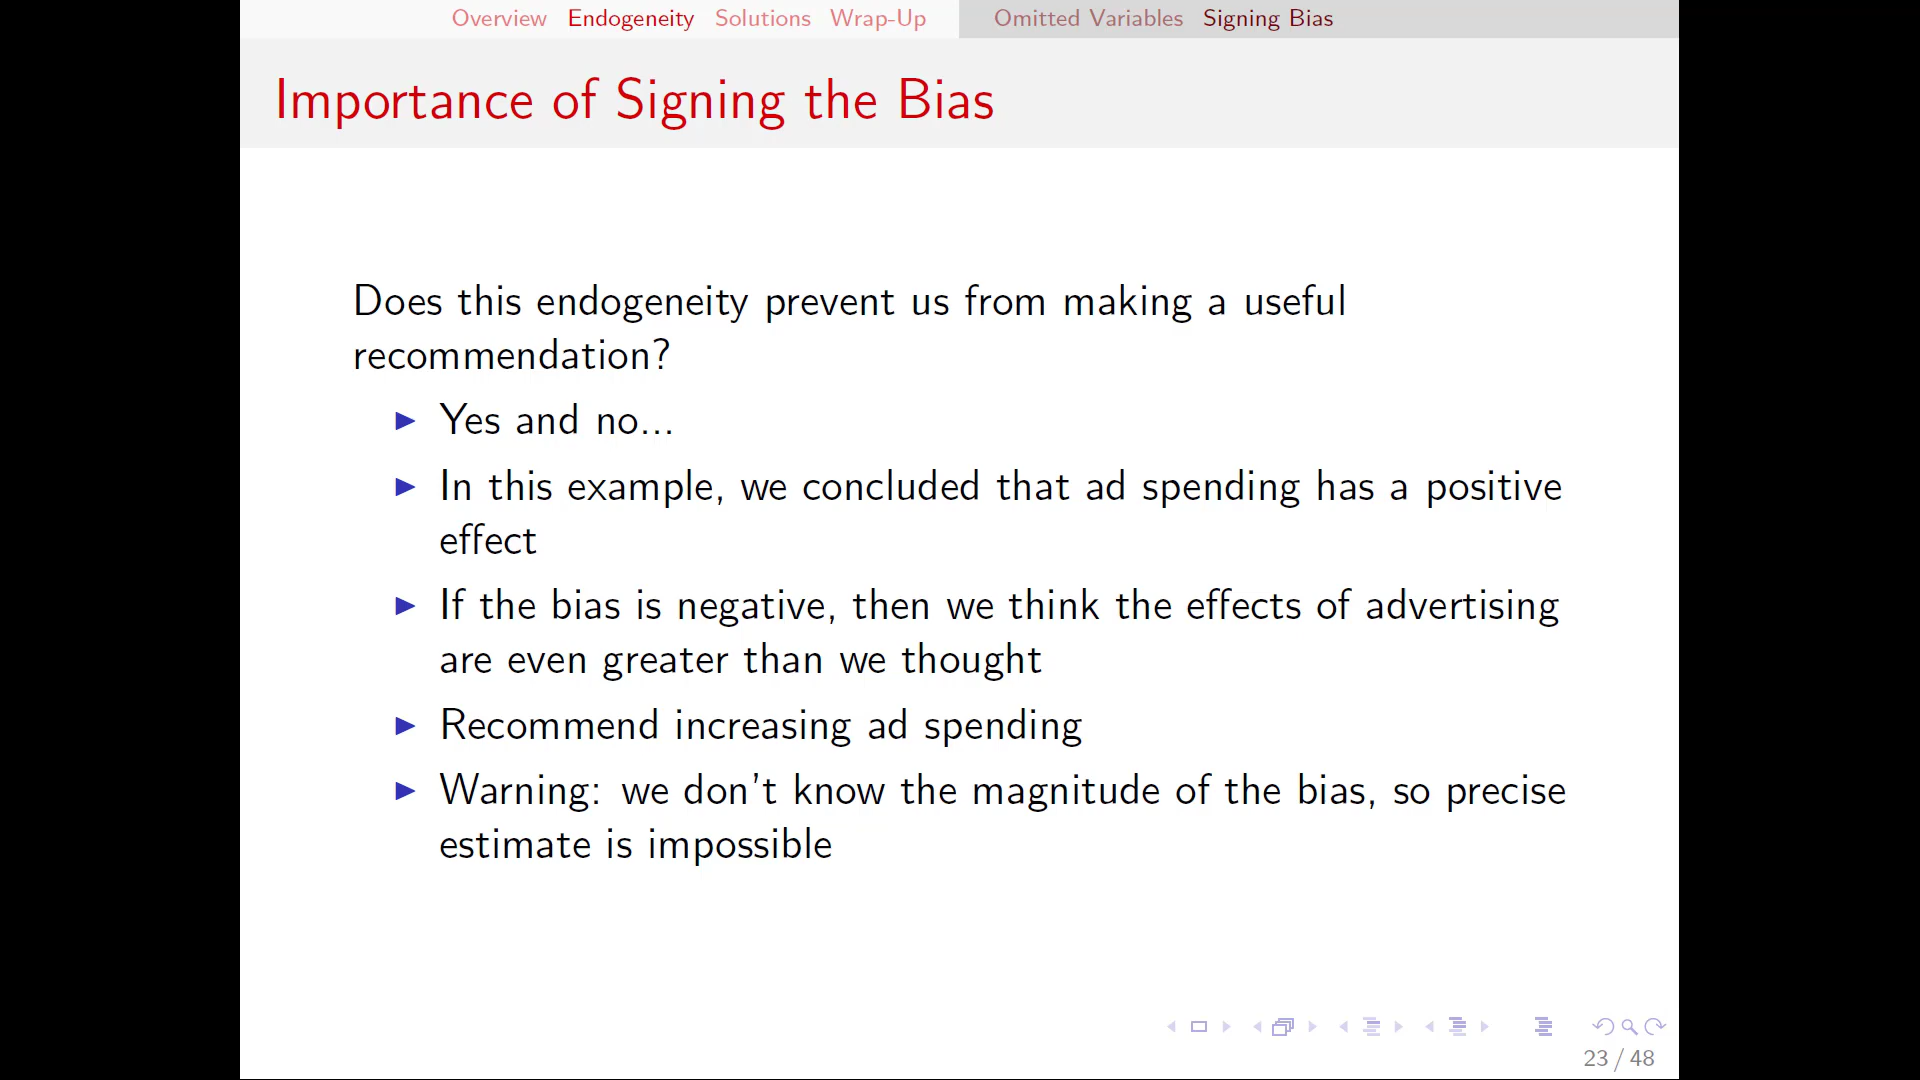 Overview Endogeneity Solutions Wrap-Up Omitted Variables Signing Bias
Importance of Signing the Bias
Does this endogeneity prevent us from making a useful
recommendation?
Yes and no...
In this example, we concluded that ad spending has a positive
effect
If the bias is negative, then we think the effects of advertising
are even greater than we thought
Recommend increasing ad spending
Warning: we don't know the magnitude of the bias, so precise
estimate is impossible
23 / 48